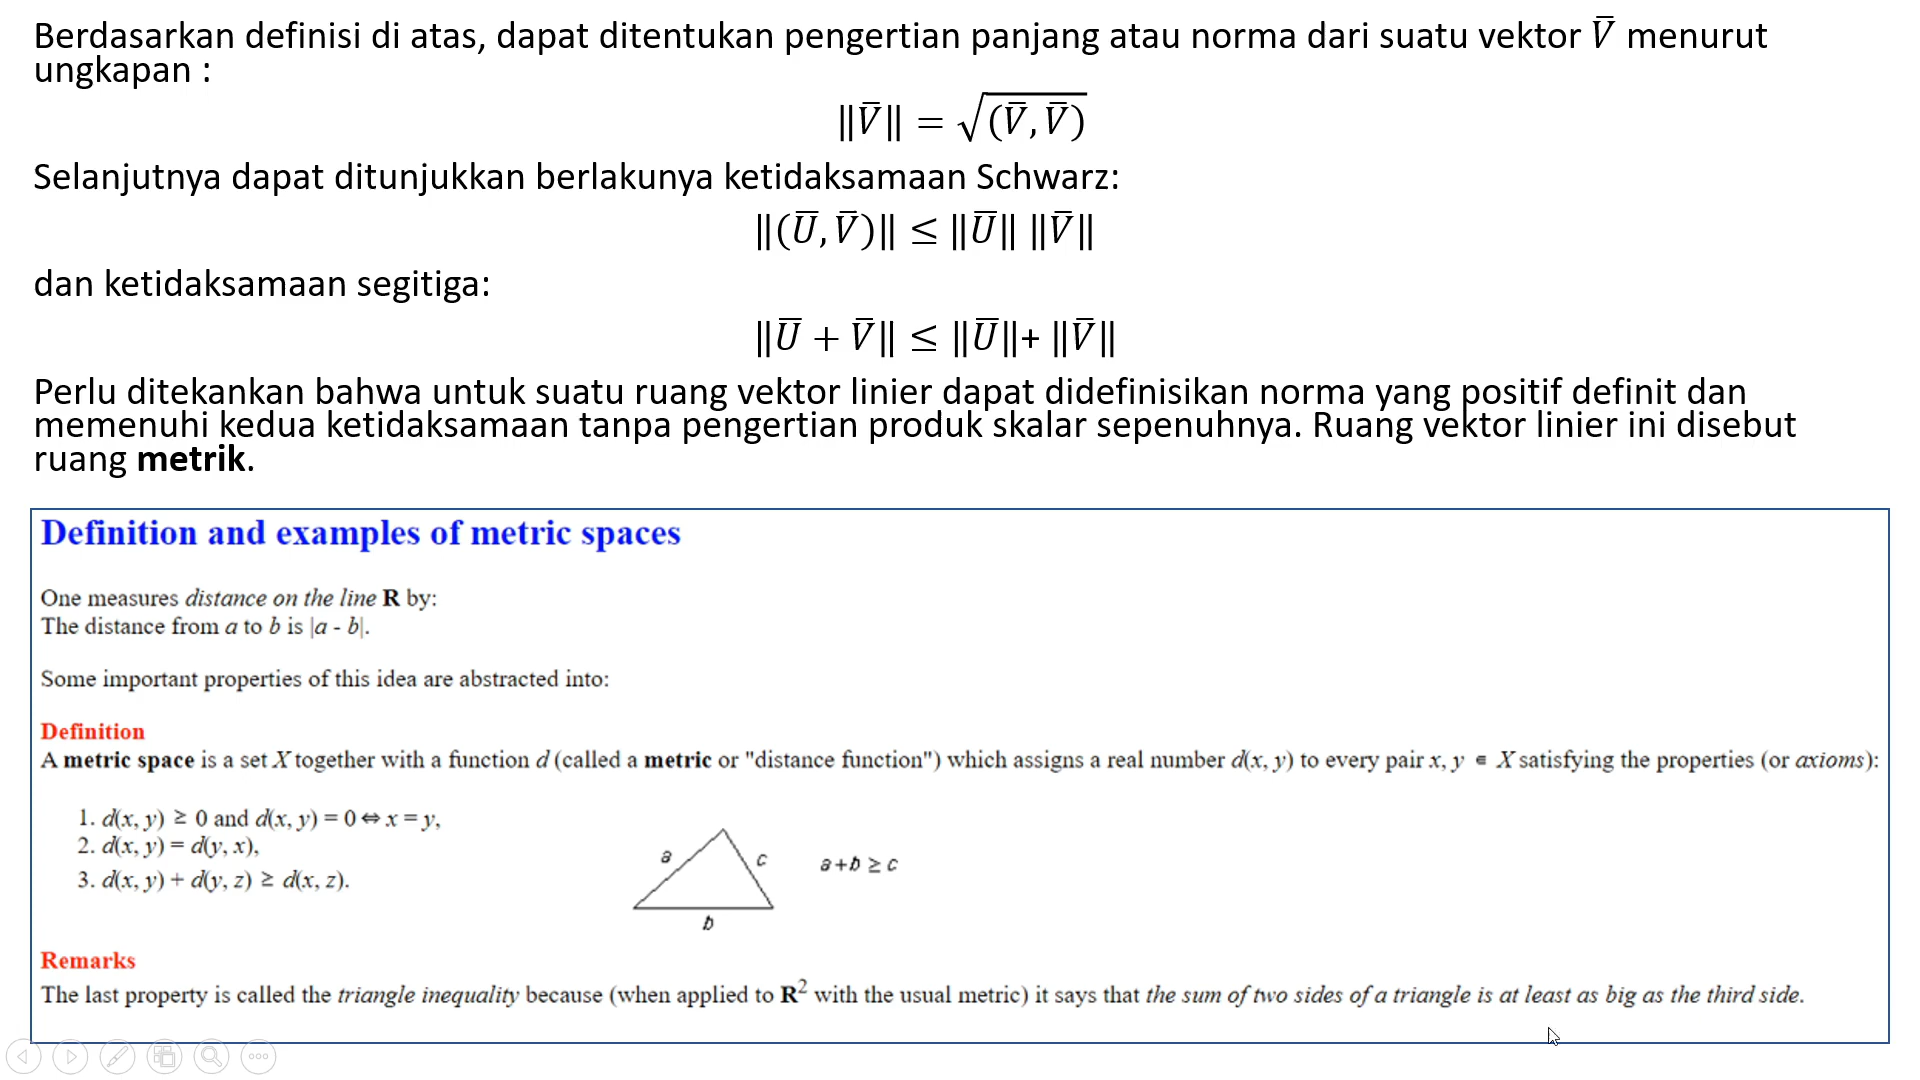 Berdasarkan definisi di atas, dapat ditentukan pengertian panjang atau norma dari suatu vektor V̅ menurut
ungkapan :
‖V̅‖ = √(V̅, V̅)
Selanjutnya dapat ditunjukkan berlakunya ketidaksamaan Schwarz:
‖(U̅, V̅)‖ ≤ ‖U̅‖ ‖V̅‖
dan ketidaksamaan segitiga:
‖U̅ + V̅‖ ≤ ‖U̅‖+ ‖V̅‖
Perlu ditekankan bahwa untuk suatu ruang vektor linier dapat didefinisikan norma yang positif definit dan
memenuhi kedua ketidaksamaan tanpa pengertian produk skalar sepenuhnya. Ruang vektor linier ini disebut
ruang metrik.
Definition and examples of metric spaces
One measures distance on the line R by:
The distance from a to b is |a - b|.
Some important properties of this idea are abstracted into:
Definition
A metric space is a set X together with a function d (called a metric or "distance function") which assigns a real number d(x, y) to every pair x, y ∈ X satisfying the properties (or axioms):
1. d(x, y) ≥ 0 and d(x, y) = 0 ⇔ x = y,
2. d(x, y) = d(y, x),
3. d(x, y) + d(y, z) ≥ d(x, z).
a
c
b
a+b ≥ c
Remarks
The last property is called the triangle inequality because (when applied to R² with the usual metric) it says that the sum of two sides of a triangle is at least as big as the third side.